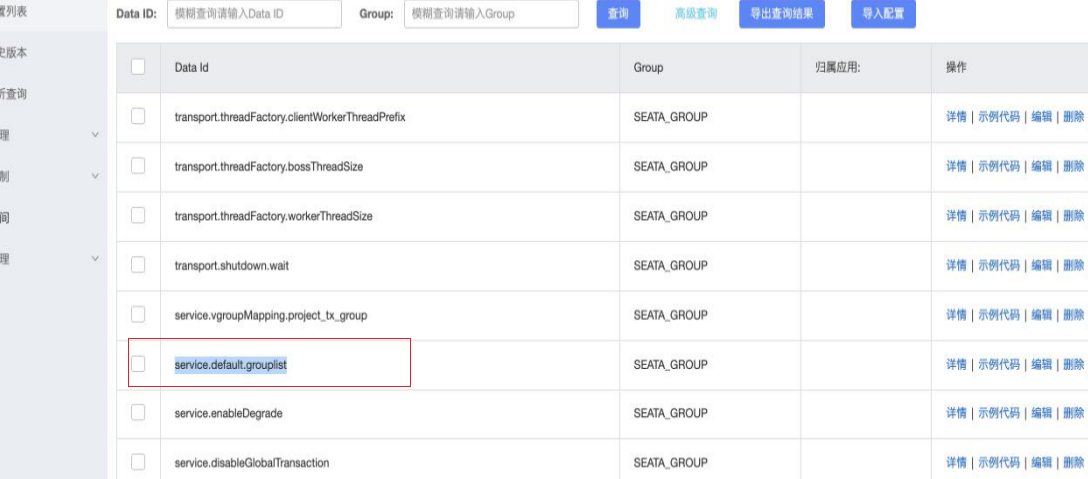 置列表
史版本
听查询
理
制
间
理
Data ID: 模糊查询请输入Data ID Group: 模糊查询请输入Group 查询 高级查询 导出查询结果 导入配置
Data Id Group 归属应用: 操作
transport.threadFactory.clientWorkerThreadPrefix SEATA_GROUP 详情 | 示例代码 | 编辑 | 删除
transport.threadFactory.bossThreadSize SEATA_GROUP 详情 | 示例代码 | 编辑 | 删除
transport.threadFactory.workerThreadSize SEATA_GROUP 详情 | 示例代码 | 编辑 | 删除
transport.shutdown.wait SEATA_GROUP 详情 | 示例代码 | 编辑 | 删除
service.vgroupMapping.project_tx_group SEATA_GROUP 详情 | 示例代码 | 编辑 | 删除
service.default.grouplist SEATA_GROUP 详情 | 示例代码 | 编辑 | 删除
service.enableDegrade SEATA_GROUP 详情 | 示例代码 | 编辑 | 删除
service.disableGlobalTransaction SEATA_GROUP 详情 | 示例代码 | 编辑 | 删除